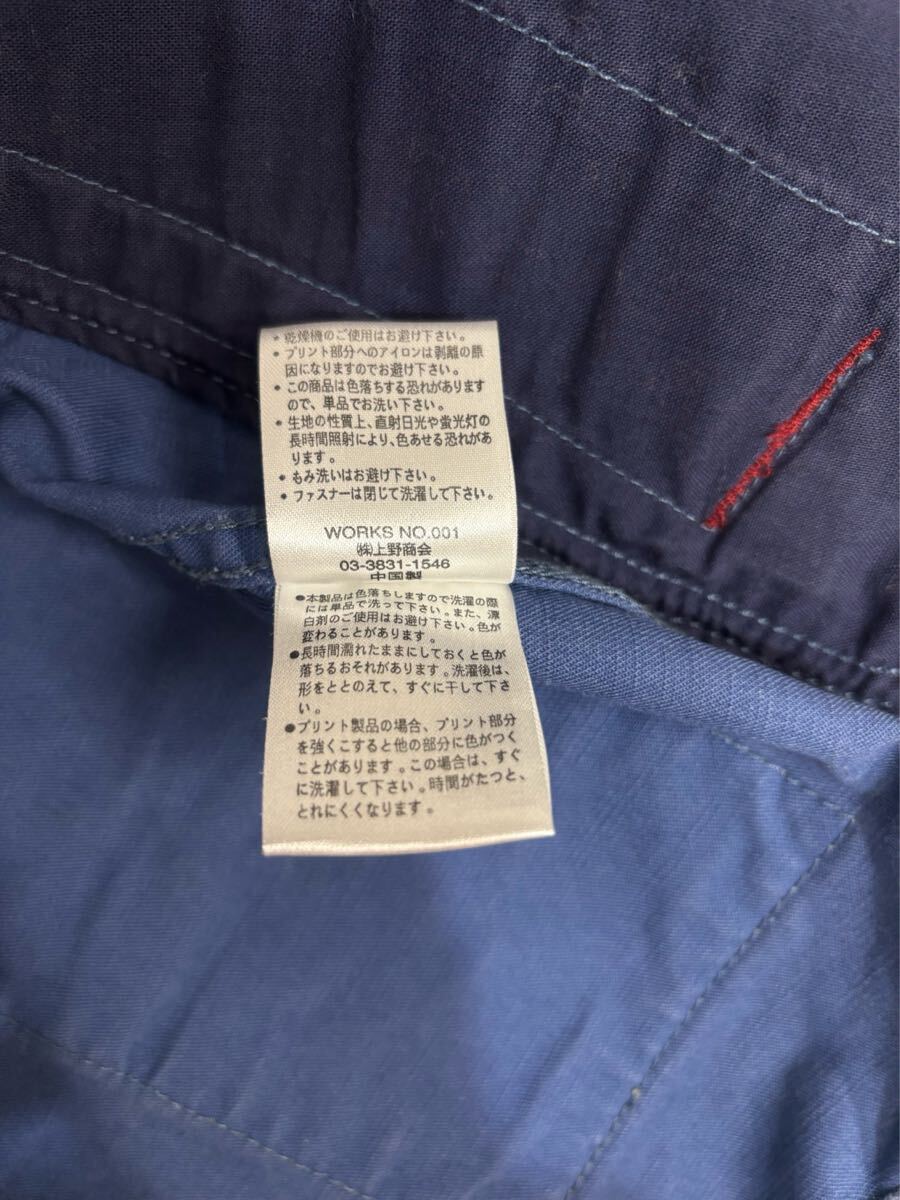 ・乾燥機のご使用はお避け下さい。
・プリント部分へのアイロンは剥離の原
因になりますのでお避け下さい。
・この商品は色落ちする恐れがあります
ので、単品でお洗い下さい。
・生地の性質上、直射日光や蛍光灯の
長時間照射により、色あせる恐れがあ
ります。
・もみ洗いはお避け下さい。
・ファスナーは閉じて洗濯して下さい。
WORKS NO.001
㈱上野商会
03-3831-1546
中国製
●本製品は色落ちしますので洗濯の際
には単品で洗って下さい。また、漂
白剤のご使用はお避け下さい。色が
変わることがあります。
●長時間濡れたままにしておくと色が
落ちるおそれがあります。洗濯後は、
形をととのえて、すぐに干して下さ
い。
●プリント製品の場合、プリント部分
を強くこすると他の部分に色がつく
ことがあります。この場合は、すぐ
に洗濯して下さい。時間がたつと、
とれにくくなります。